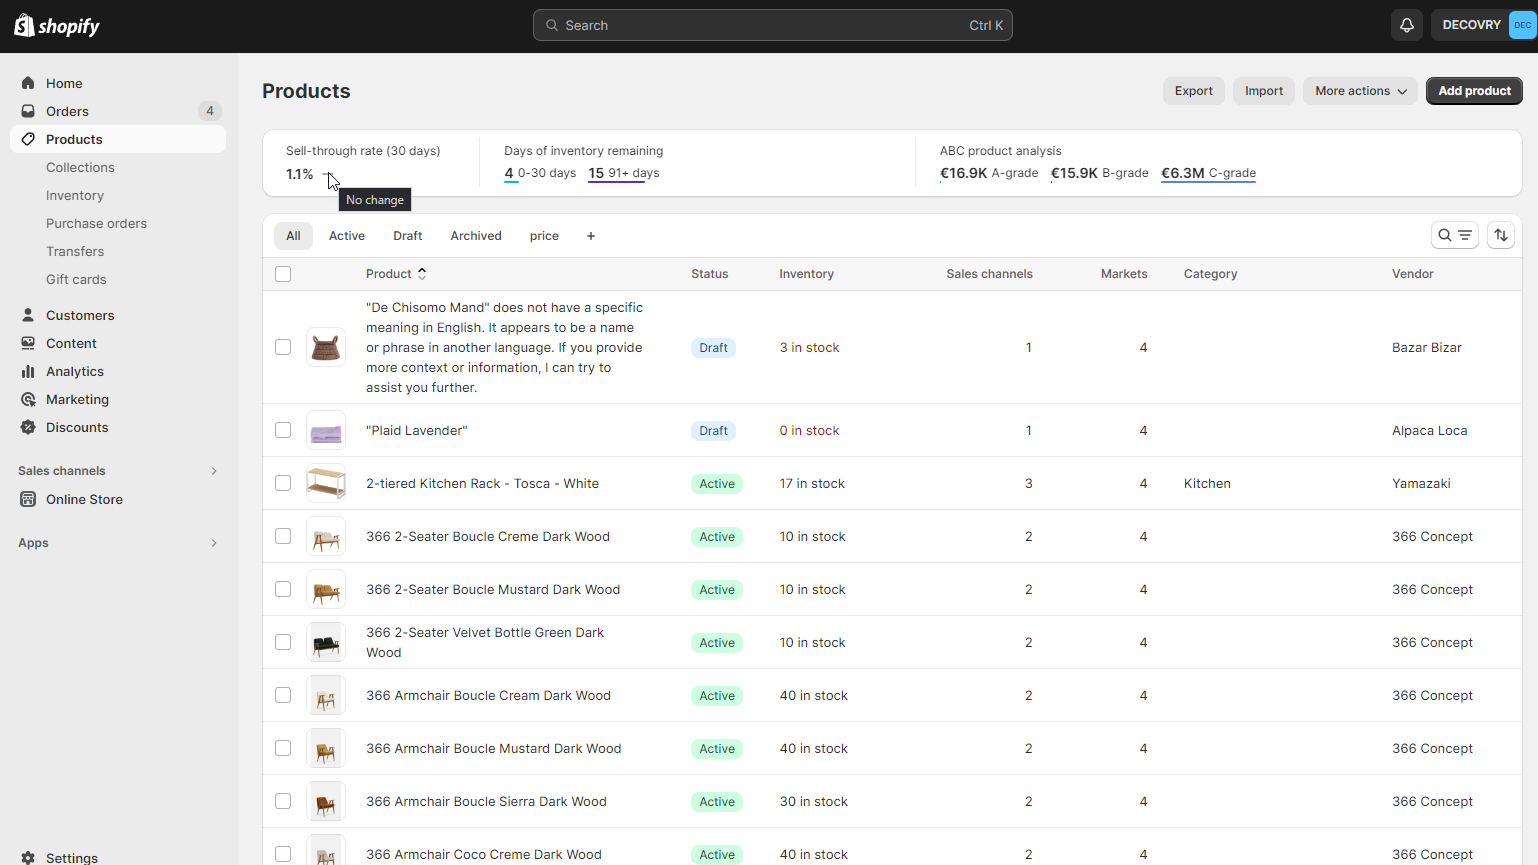 shopify
Search
Ctrl K
DECOVRY
DEC
Home
Orders
4
Products
Collections
Inventory
Purchase orders
Transfers
Gift cards
Customers
Content
Analytics
Marketing
Discounts
Sales channels
Online Store
Apps
Settings
Products
Export
Import
More actions
Add product
Sell-through rate (30 days)
1.1%
No change
Days of inventory remaining
4 0-30 days
15 91+ days
ABC product analysis
€16.9K A-grade
€15.9K B-grade
€6.3M C-grade
All
Active
Draft
Archived
price
+
Product
Status
Inventory
Sales channels
Markets
Category
Vendor
"De Chisomo Mand" does not have a specific
meaning in English. It appears to be a name
or phrase in another language. If you provide
more context or information, I can try to
assist you further.
Draft
3 in stock
1
4
Bazar Bizar
"Plaid Lavender"
Draft
0 in stock
1
4
Alpaca Loca
2-tiered Kitchen Rack - Tosca - White
Active
17 in stock
3
4
Kitchen
Yamazaki
366 2-Seater Boucle Creme Dark Wood
Active
10 in stock
2
4
366 Concept
366 2-Seater Boucle Mustard Dark Wood
Active
10 in stock
2
4
366 Concept
366 2-Seater Velvet Bottle Green Dark
Wood
Active
10 in stock
2
4
366 Concept
366 Armchair Boucle Cream Dark Wood
Active
40 in stock
2
4
366 Concept
366 Armchair Boucle Mustard Dark Wood
Active
40 in stock
2
4
366 Concept
366 Armchair Boucle Sierra Dark Wood
Active
30 in stock
2
4
366 Concept
366 Armchair Coco Creme Dark Wood
Active
40 in stock
2
4
366 Concept